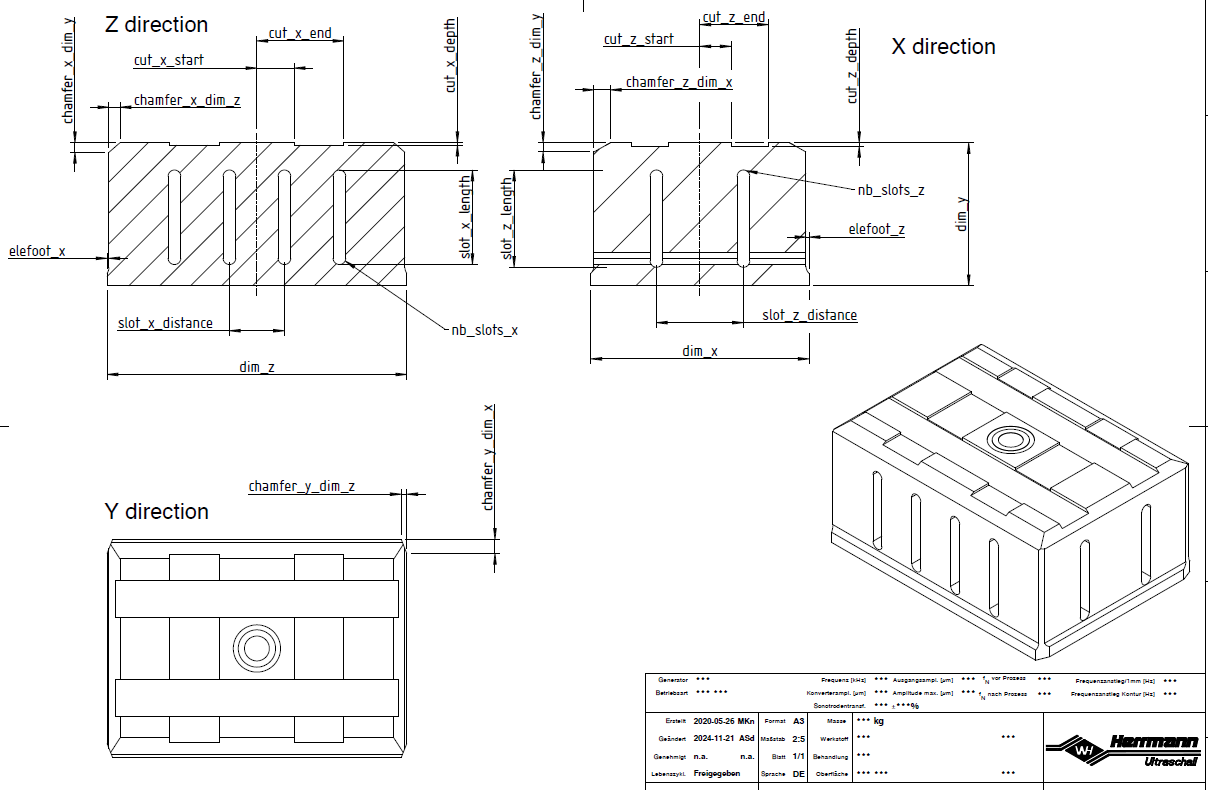 Z direction
X direction
chamfer_x_dim_y
cut_x_end
cut_x_start
cut_x_depth
chamfer_x_dim_z
chamfer_z_dim_y
cut_z_end
cut_z_start
cut_z_depth
chamfer_z_dim_x
slot_x_length
slot_z_length
nb_slots_z
dim_y
elefoot_x
elefoot_z
slot_x_distance
nb_slots_x
slot_z_distance
dim_z
dim_x
chamfer_y_dim_x
chamfer_y_dim_z
Y direction
Generator ***
Frequenz [kHz] *** Ausgangsampl. [µm] *** fN vor Prozess *** Frequenzanstieg/1mm [Hz] ***
Betriebsart *** ***
Konverterampl. [µm] *** Amplitude max. [µm] *** fN nach Prozess *** Frequenzanstieg Kontur [Hz] ***
Sonotrodentransf. *** ±***%
Erstellt 2020-05-26 MKn Format A3 Masse *** kg
Geändert 2024-11-21 ASd Maßstab 2:5 Werkstoff *** ***
Genehmigt n.a. n.a. Blatt 1/1 Behandlung ***
Lebenszykl. Freigegeben Sprache DE Oberfläche *** *** ***
WH
Herrmann
Ultraschall